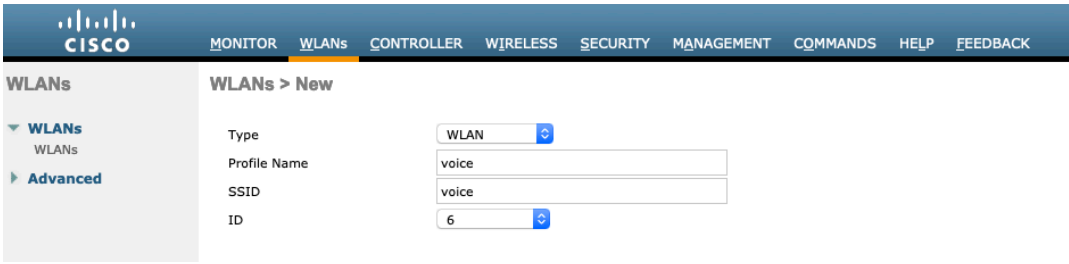 CISCO
MONITOR WLANs CONTROLLER WIRELESS SECURITY MANAGEMENT COMMANDS HELP FEEDBACK
WLANs
WLANs > New
WLANs
WLANs
Advanced
Type WLAN
Profile Name voice
SSID voice
ID 6